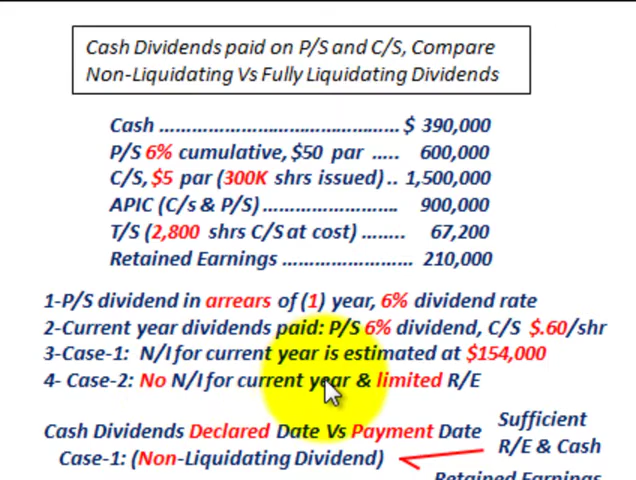 Cash Dividends paid on P/S and C/S, Compare
Non-Liquidating Vs Fully Liquidating Dividends
Cash ................................................ $ 390,000
P/S 6% cumulative, $50 par ..... 600,000
C/S, $5 par (300K shrs issued) .. 1,500,000
APIC (C/s & P/S) ........................... 900,000
T/S (2,800 shrs C/S at cost) ........ 67,200
Retained Earnings .......................... 210,000
1-P/S dividend in arrears of (1) year, 6% dividend rate
2-Current year dividends paid: P/S 6% dividend, C/S $.60/shr
3-Case-1: N/I for current year is estimated at $154,000
4- Case-2: No N/I for current year & limited R/E
Cash Dividends Declared Date Vs Payment Date
Sufficient
R/E & Cash
Case-1: (Non-Liquidating Dividend)
Retained Earnings